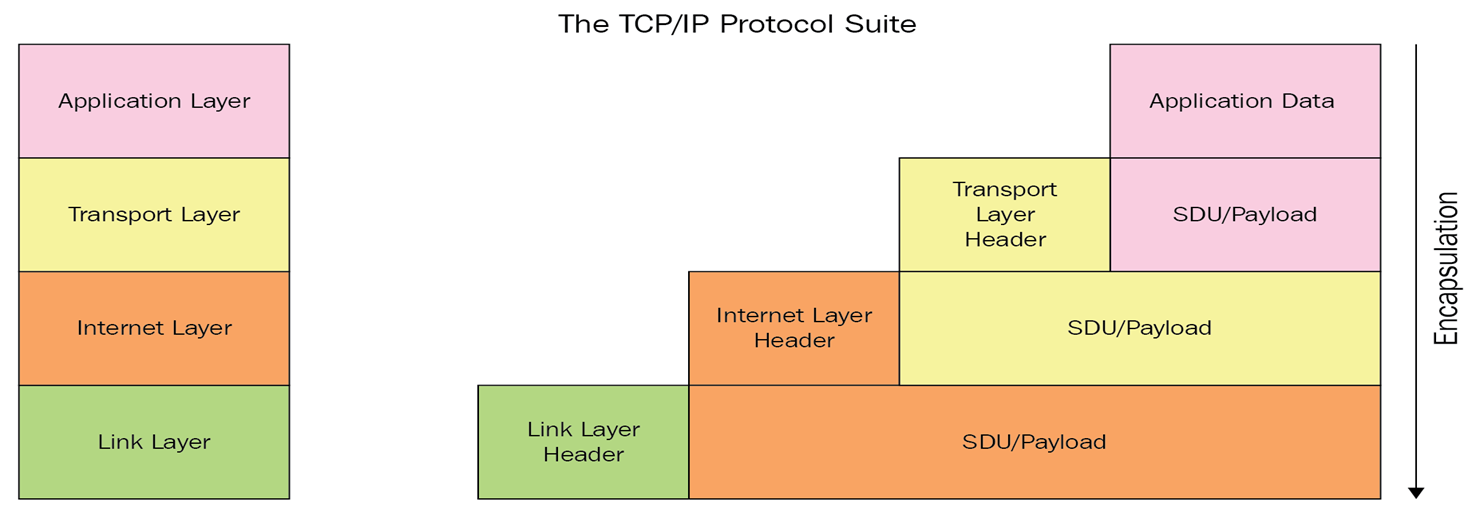 The TCP/IP Protocol Suite
Application Layer
Application Data
Transport Layer
Transport
Layer
Header
SDU/Payload
Internet Layer
Internet Layer
Header
SDU/Payload
Link Layer
Link Layer
Header
SDU/Payload
Encapsulation